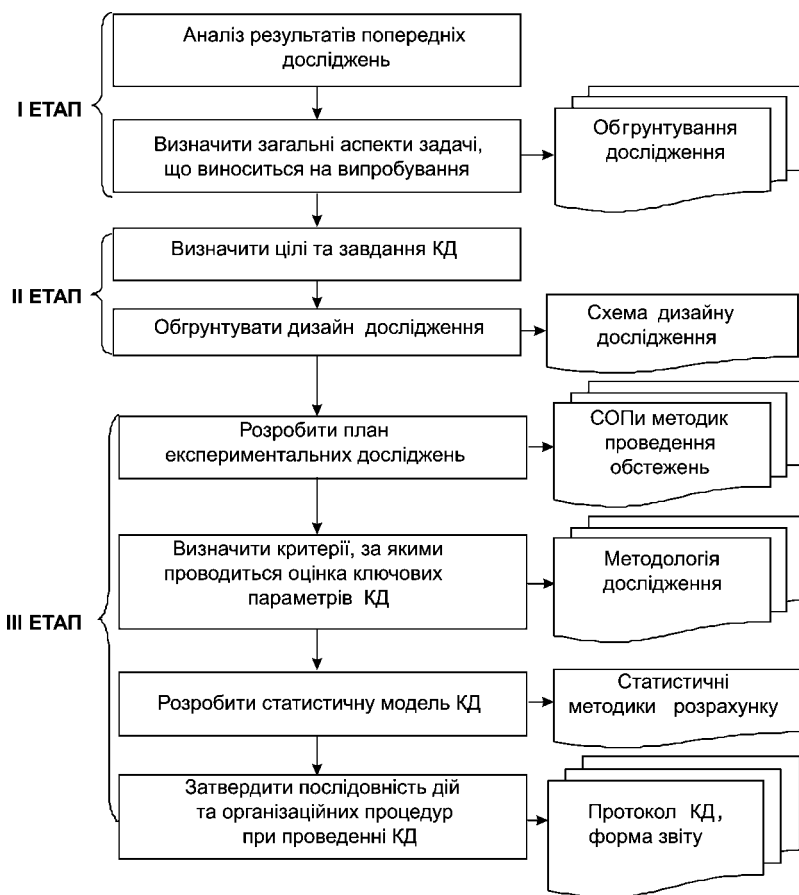 Аналіз результатів попередніх
досліджень
І ЕТАП
Визначити загальні аспекти задачі,
що виноситься на випробування
Обгрунтування
дослідження
Визначити цілі та завдання КД
ІІ ЕТАП
Обгрунтувати дизайн дослідження
Схема дизайну
дослідження
Розробити план
експериментальних досліджень
СОПи методик
проведення
обстежень
Визначити критерії, за якими
проводиться оцінка ключових
параметрів КД
Методологія
дослідження
ІІІ ЕТАП
Розробити статистичну модель КД
Статистичні
методики розрахунку
Затвердити послідовність дій
та організаційних процедур
при проведенні КД
Протокол КД,
форма звіту